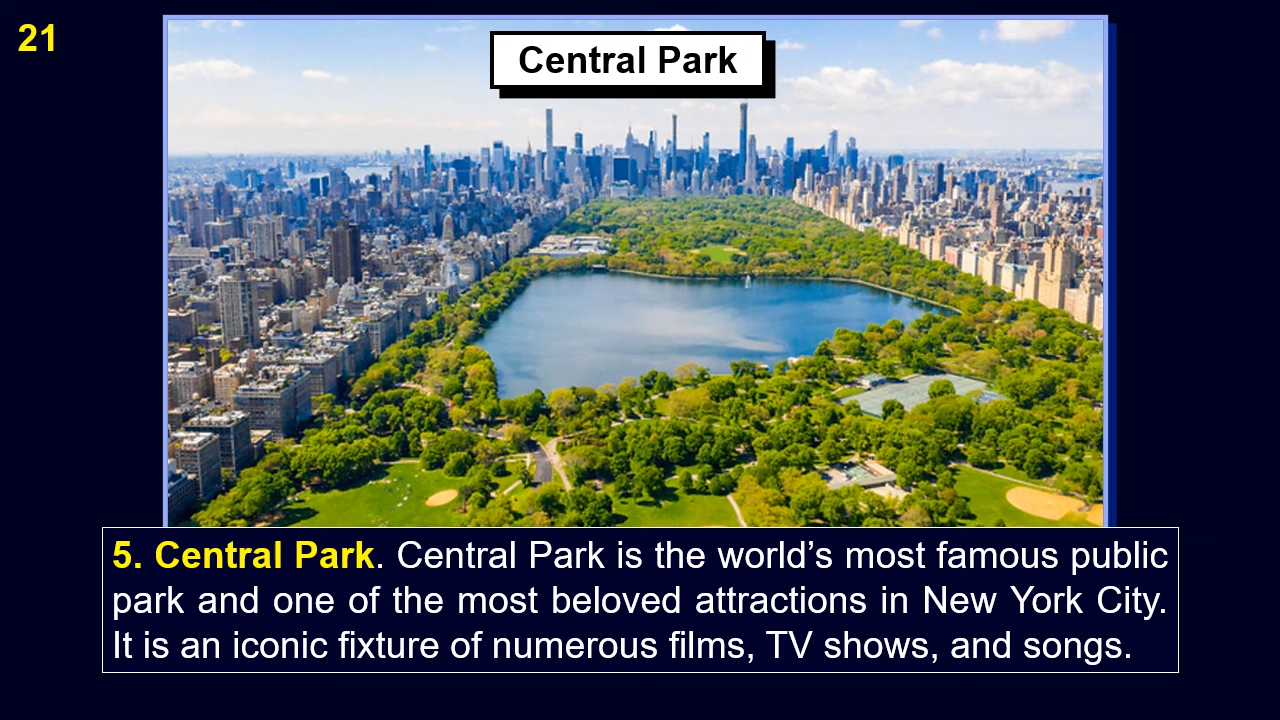 21
Central Park
5. Central Park. Central Park is the world’s most famous public
park and one of the most beloved attractions in New York City.
It is an iconic fixture of numerous films, TV shows, and songs.